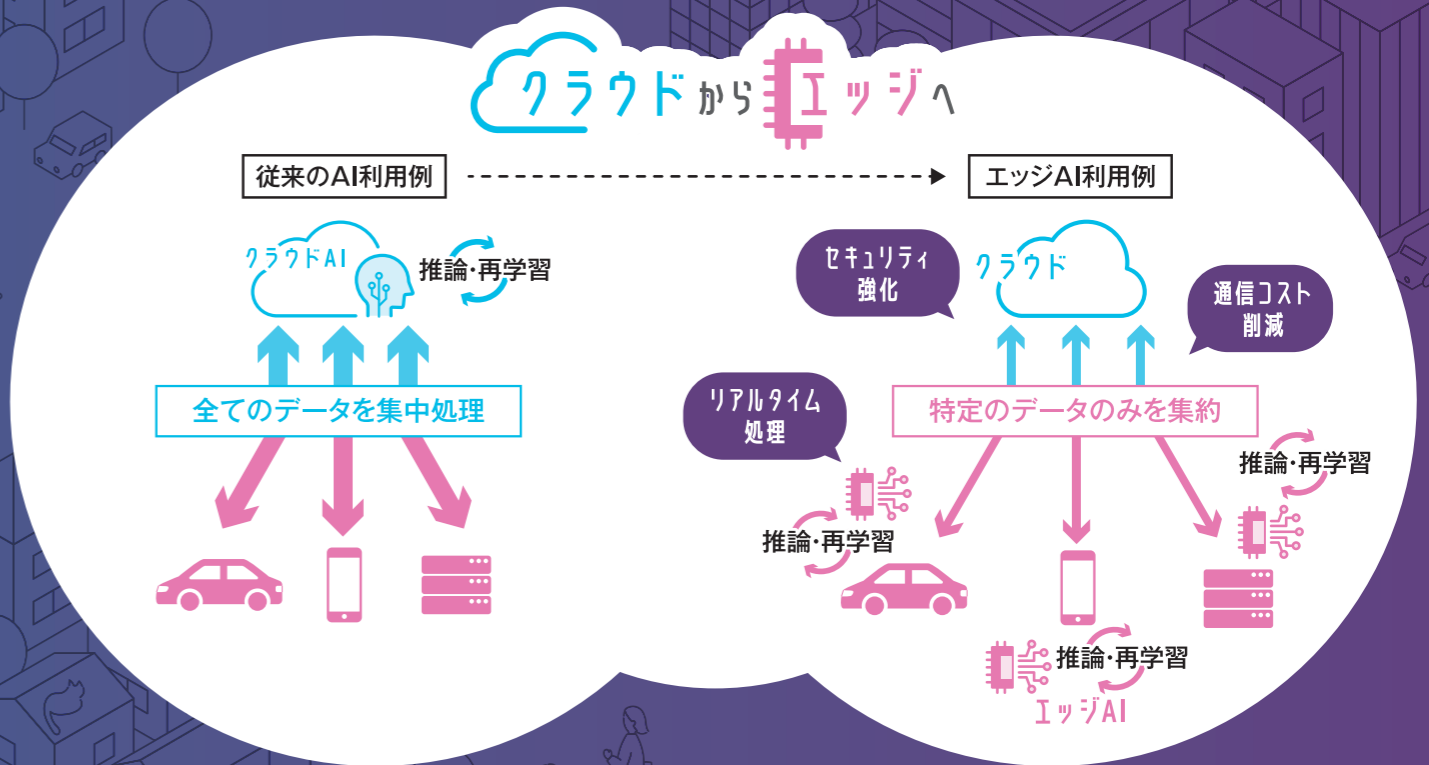 クラウドからエッジへ
従来のAI利用例
エッジAI利用例
クラウドAI
推論・再学習
全てのデータを集中処理
セキュリティ
強化
クラウド
通信コスト
削減
リアルタイム
処理
特定のデータのみを集約
推論・再学習
推論・再学習
推論・再学習
エッジAI